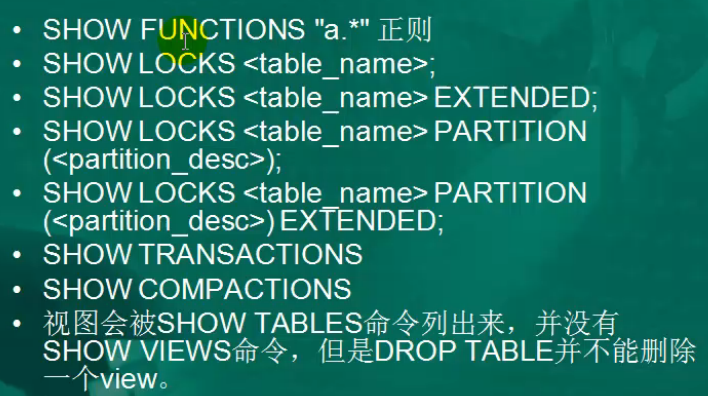 • SHOW FUNCTIONS "a.*" 正则
• SHOW LOCKS <table_name>;
• SHOW LOCKS <table_name> EXTENDED;
• SHOW LOCKS <table_name> PARTITION
(<partition_desc>);
• SHOW LOCKS <table_name> PARTITION
(<partition_desc>) EXTENDED;
• SHOW TRANSACTIONS
• SHOW COMPACTIONS
• 视图会被SHOW TABLES命令列出来，并没有
SHOW VIEWS命令，但是DROP TABLE并不能删除
一个view。